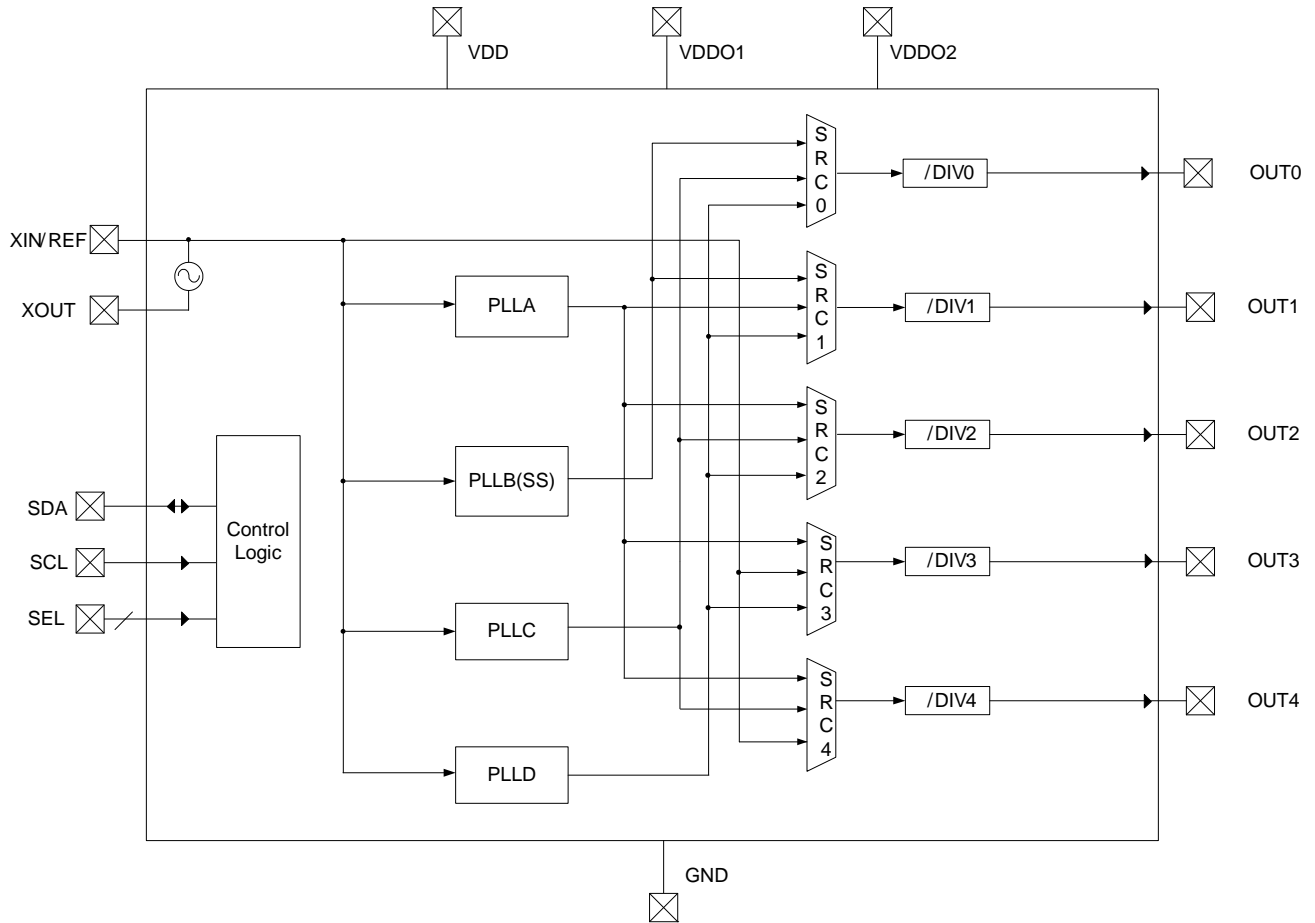 VDD
VDDO1
VDDO2
SRC0
/DIV0
OUT0
XIN/REF
XOUT
PLLA
SRC1
/DIV1
OUT1
SRC2
/DIV2
OUT2
PLLB(SS)
SDA
SCL
SEL
Control
Logic
SRC3
/DIV3
OUT3
PLLC
SRC4
/DIV4
OUT4
PLLD
GND